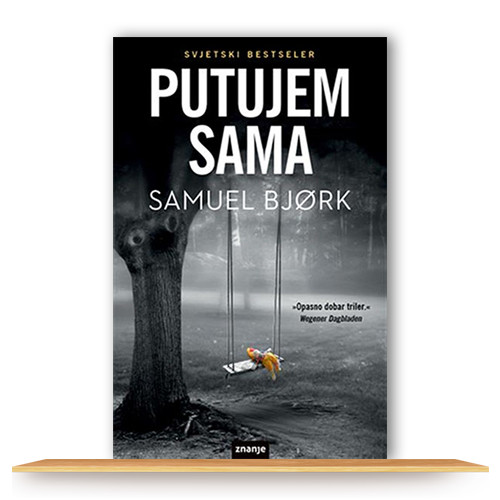 SVJETSKI BESTSELER
PUTUJEM
SAMA
SAMUEL BJØRK
»Opasno dobar triler.«
Wegener Dagbladen
znanje